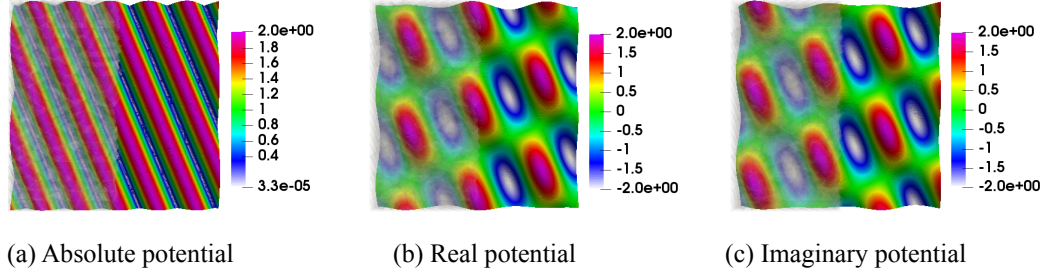 2.0e+00
1.8
1.6
1.4
1.2
1
0.8
0.6
0.4
3.3e-05
2.0e+00
1.5
1
0.5
0
-0.5
-1
-1.5
-2.0e+00
2.0e+00
1.5
1
0.5
0
-0.5
-1
-1.5
-2.0e+00
(a) Absolute potential
(b) Real potential
(c) Imaginary potential